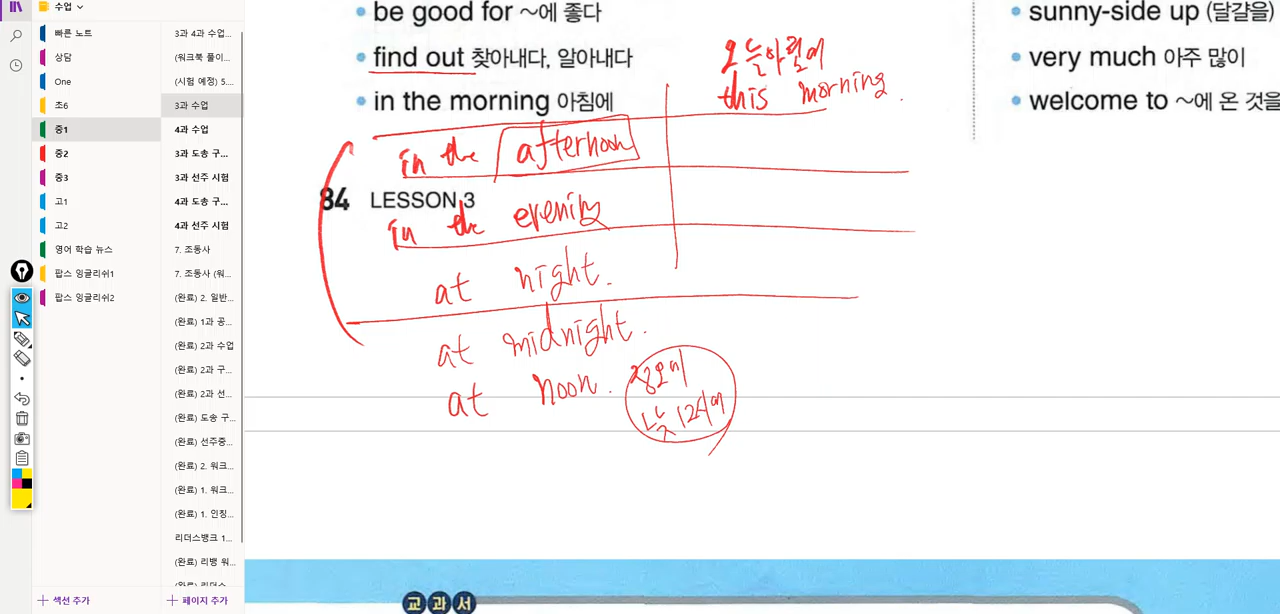 수업
빠른 노트
상담
One
초6
중1
중2
중3
고1
고2
영어 학습 뉴스
팝스 잉글리쉬1
팝스 잉글리쉬2
섹션 추가
3과 4과 수업...
(워크북 풀이...
(시험 예정) 5....
3과 수업
4과 수업
3과 도송 구...
3과 선주 시험
4과 도송 구...
4과 선주 시험
7. 조동사
7. 조동사 (워...
(완료) 2. 일반...
(완료) 1과 공...
(완료) 2과 수업
(완료) 2과 구...
(완료) 2과 선...
(완료) 도송 구...
(완료) 선주중...
(완료) 2. 워크...
(완료) 1. 워크...
(완료) 1. 인칭...
리더스뱅크 1...
(완료) 리뱅 워...
(완료) 리더스
페이지 추가
be good for ~에 좋다
find out 찾아내다, 알아내다
in the morning 아침에
오늘아침에
this morning.
in the afternoon
84 LESSON 3
in the evening
at night.
at midnight.
at noon.
정오에
낮 12시에
sunny-side up (달걀을)
very much 아주 많이
welcome to ~에 온 것을
교과서